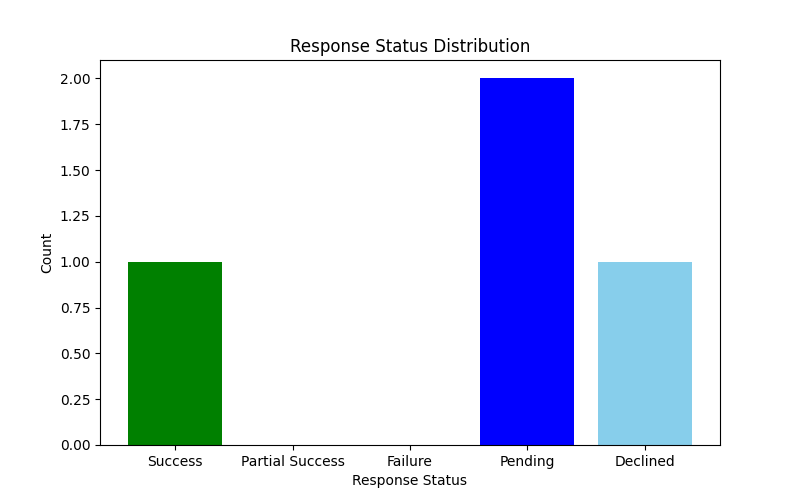 Response Status Distribution
2.00
1.75
1.50
1.25
1.00
0.75
0.50
0.25
0.00
Count
Success Partial Success Failure Pending Declined
Response Status